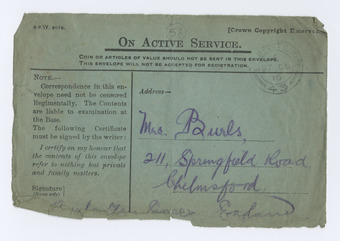 [Crown Copyright
ON ACTIVE SERVICE.
COIN OR ARTICLES OF VALUE SHOULD NOT BE SENT IN THIS ENVELOPE.
THIS ENVELOPE WILL NOT BE ACCEPTED FOR REGISTRATION.
NOTE.—
Correspondence in this envelope need not be censored
Regimentally. The Contents
are liable to examination at
the Base.
The following Certificate
must be signed by the writer:
I certify on my honour that
the contents of this envelope
refer to nothing but private
and family matters.
Signature
Address—
Mrs. Burls
211, Springfield Road
Chelmsford.
England